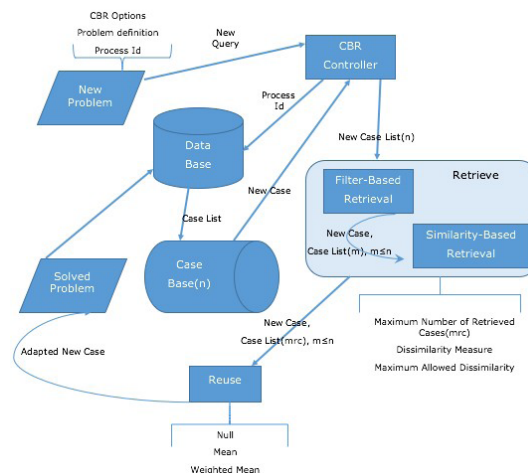 CBR Options
Problem definition
Process Id
New
Query
CBR
Controller
New
Problem
Process
Id
Data
Base
New Case List(n)
Retrieve
Filter-Based
Retrieval
New Case
New Case,
Case List(m), m≤n
Similarity-Based
Retrieval
Case List
Case
Base(n)
Solved
Problem
New Case,
Case List(mrc), m≤n
Maximum Number of Retrieved
Cases(mrc)
Dissimilarity Measure
Maximum Allowed Dissimilarity
Adapted New Case
Reuse
Null
Mean
Weighted Mean